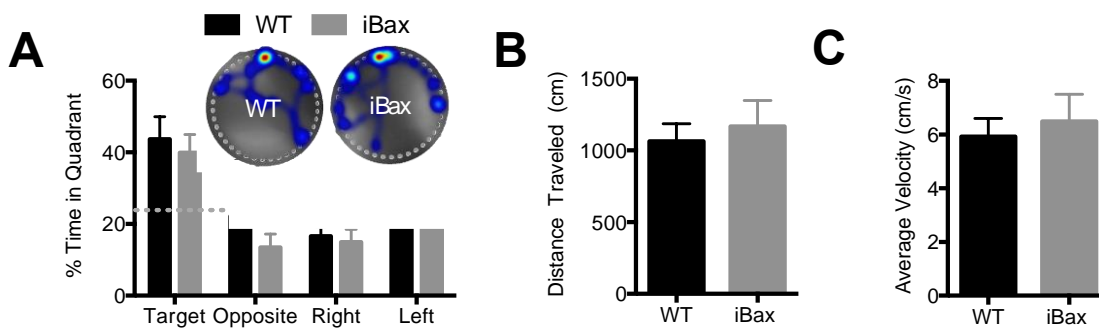 WT iBax
A
60
40
20
0
% Time in Quadrant
WT
iBax
Target Opposite Right Left
B
1500
1000
500
0
Distance Traveled (cm)
WT iBax
C
8
6
4
2
0
Average Velocity (cm/s)
WT iBax